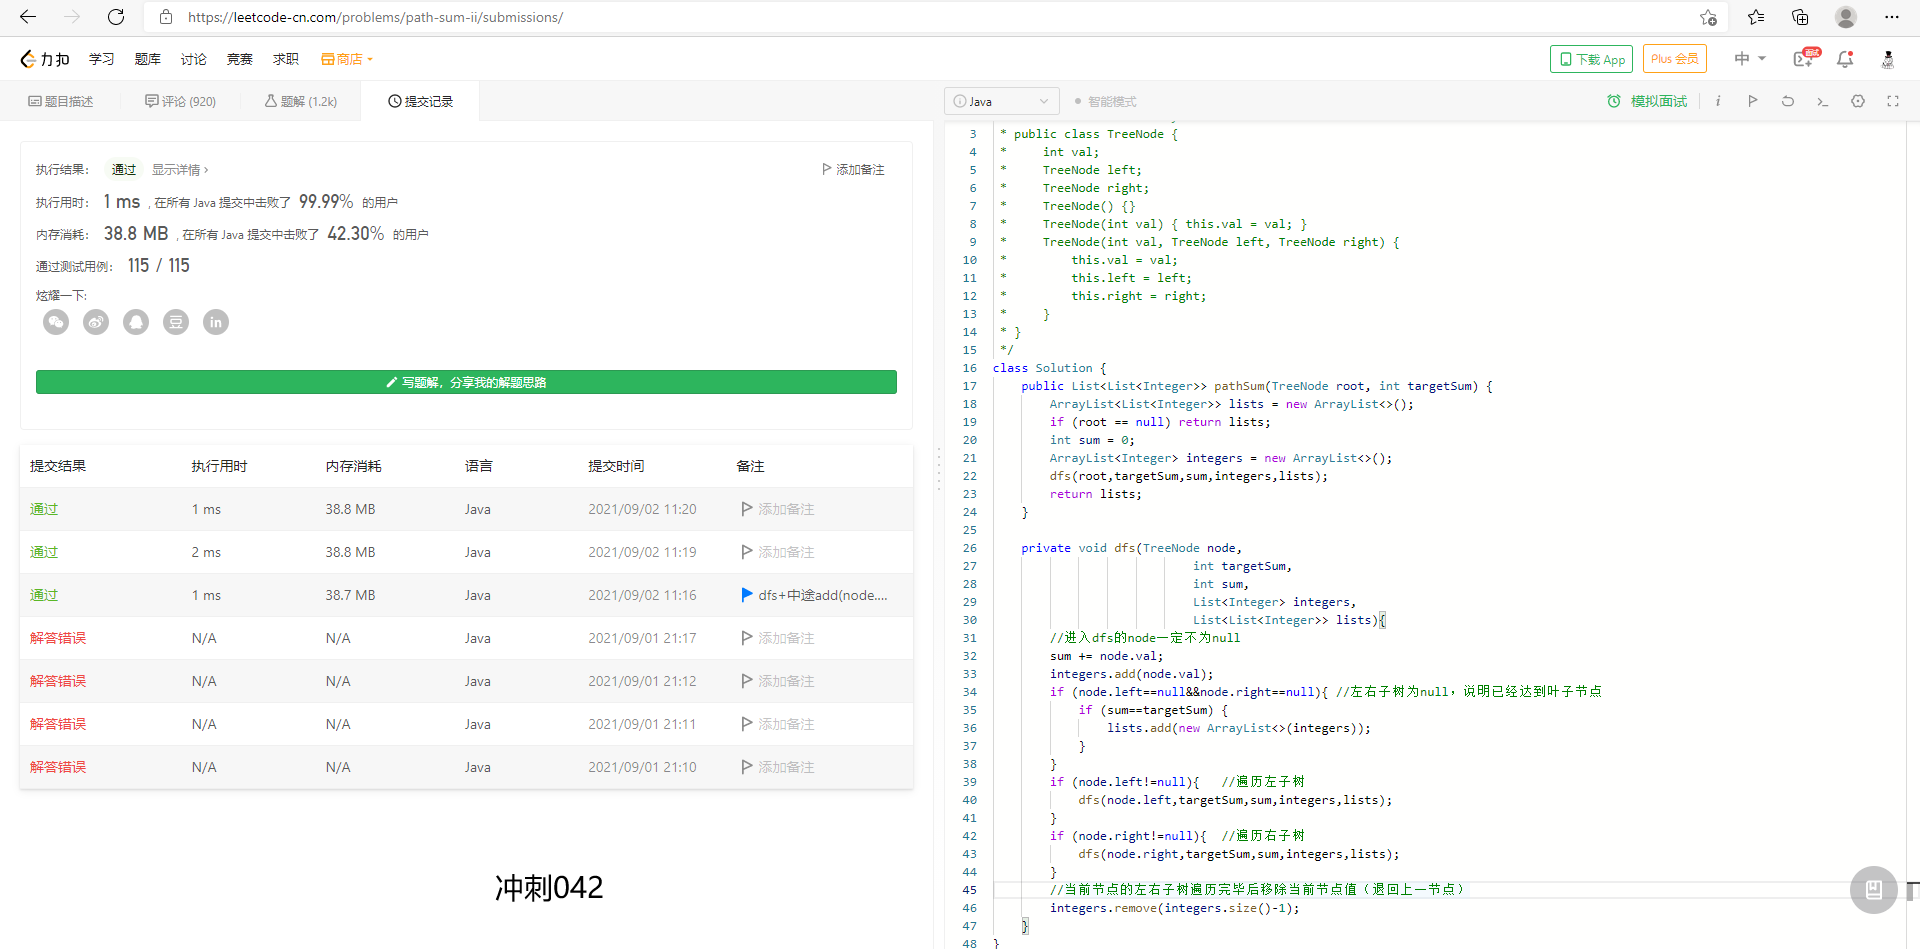 https://leetcode-cn.com/problems/path-sum-ii/submissions/
力扣 学习 题库 讨论 竞赛 求职 商店 下载 App Plus 会员 中 面试
题目描述 评论 (920) 题解 (1.2k) 提交记录
执行结果： 通过 显示详情 › 添加备注
执行用时： 1 ms , 在所有 Java 提交中击败了 99.99% 的用户
内存消耗： 38.8 MB , 在所有 Java 提交中击败了 42.30% 的用户
通过测试用例： 115 / 115
炫耀一下:
豆 in
写题解，分享我的解题思路
提交结果 执行用时 内存消耗 语言 提交时间 备注
通过 1 ms 38.8 MB Java 2021/09/02 11:20 添加备注
通过 2 ms 38.8 MB Java 2021/09/02 11:19 添加备注
通过 1 ms 38.7 MB Java 2021/09/02 11:16 dfs+中途add(node....
解答错误 N/A N/A Java 2021/09/01 21:17 添加备注
解答错误 N/A N/A Java 2021/09/01 21:12 添加备注
解答错误 N/A N/A Java 2021/09/01 21:11 添加备注
解答错误 N/A N/A Java 2021/09/01 21:10 添加备注
冲刺042
Java 智能模式 模拟面试 i
3 * public class TreeNode {
4 *     int val;
5 *     TreeNode left;
6 *     TreeNode right;
7 *     TreeNode() {}
8 *     TreeNode(int val) { this.val = val; }
9 *     TreeNode(int val, TreeNode left, TreeNode right) {
10 *         this.val = val;
11 *         this.left = left;
12 *         this.right = right;
13 *     }
14 * }
15 */
16 class Solution {
17     public List<List<Integer>> pathSum(TreeNode root, int targetSum) {
18         ArrayList<List<Integer>> lists = new ArrayList<>();
19         if (root == null) return lists;
20         int sum = 0;
21         ArrayList<Integer> integers = new ArrayList<>();
22         dfs(root,targetSum,sum,integers,lists);
23         return lists;
24     }
25
26     private void dfs(TreeNode node,
27                             int targetSum,
28                             int sum,
29                             List<Integer> integers,
30                             List<List<Integer>> lists){
31         //进入dfs的node一定不为null
32         sum += node.val;
33         integers.add(node.val);
34         if (node.left==null&&node.right==null){ //左右子树为null，说明已经达到叶子节点
35             if (sum==targetSum) {
36                 lists.add(new ArrayList<>(integers));
37             }
38         }
39         if (node.left!=null){   //遍历左子树
40             dfs(node.left,targetSum,sum,integers,lists);
41         }
42         if (node.right!=null){  //遍历右子树
43             dfs(node.right,targetSum,sum,integers,lists);
44         }
45         //当前节点的左右子树遍历完毕后移除当前节点值（退回上一节点）
46         integers.remove(integers.size()-1);
47     }
48 }